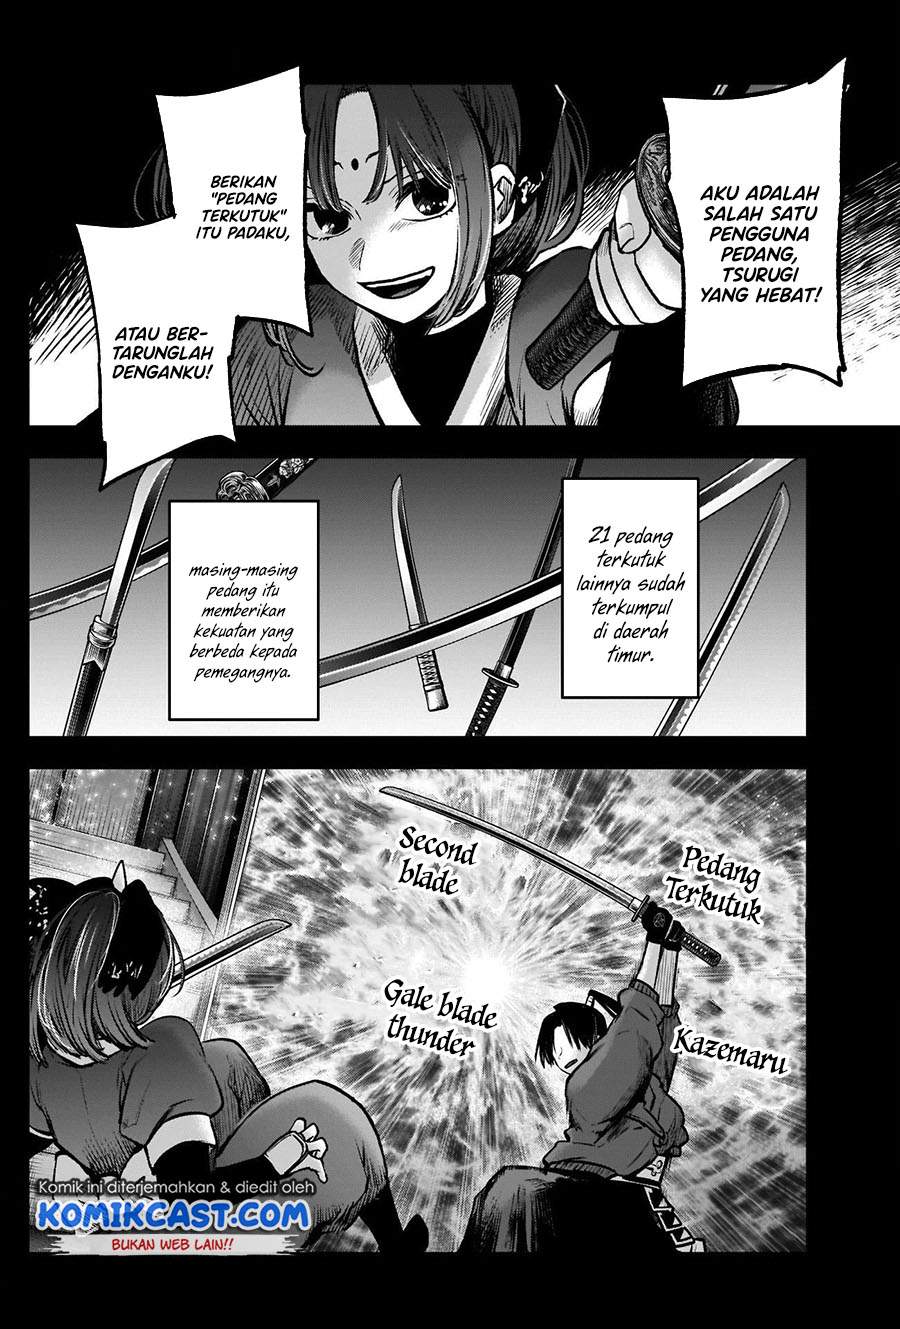 AKU ADALAH
SALAH SATU
PENGGUNA
PEDANG,
TSURUGI
YANG HEBAT!
BERIKAN
"PEDANG
TERKUTUK"
ITU PADAKU,
ATAU BER-
TARUNGLAH
DENGANKU!
21 pedang
terkutuk
lainnya sudah
terkumpul
di daerah
timur.
masing-masing
pedang itu
memberikan
kekuatan yang
berbeda kepada
pemegangnya.
Pedang
Terkutuk
Kazemaru
Second
blade
Gale blade
thunder
Komik ini diterjemahkan & diedit oleh
KOMIKCAST.COM
BUKAN WEB LAIN!!